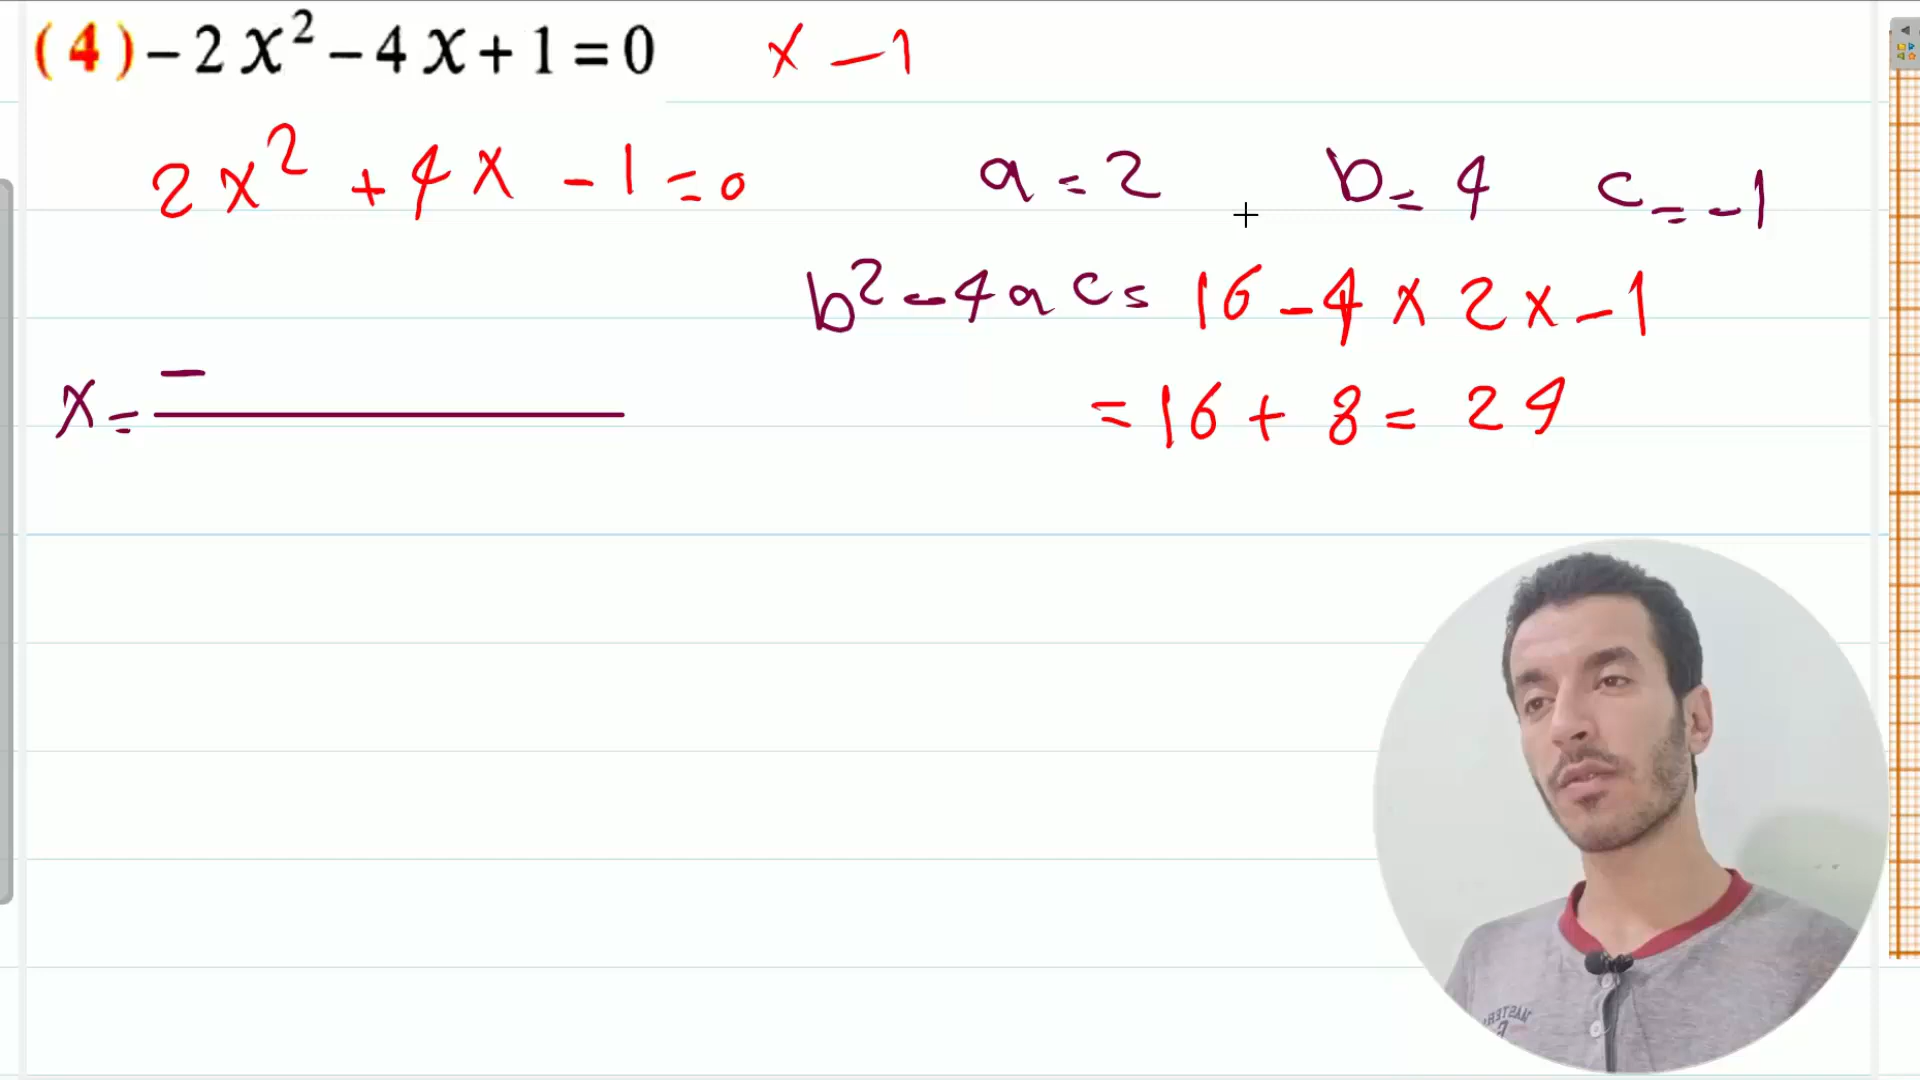 (4) - 2x² - 4x + 1 = 0 x - 1
2x² + 4x - 1 = 0 a = 2 b = 4 c = -1
b² - 4ac = 16 - 4 x 2 x - 1
x = -
= 16 + 8 = 24